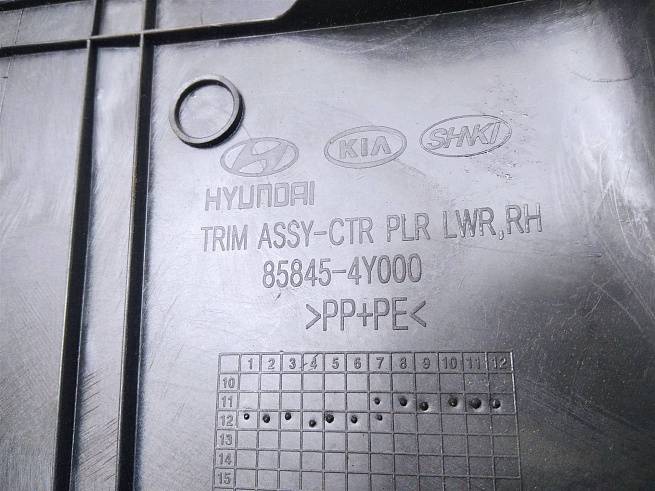 KIA
SHNKI
HYUNDAI
TRIM ASSY-CTR PLR LWR,RH
85845-4Y000
>PP+PE<
1 2 3 4 5 6 7 8 9 10 11 12
10
11
12
13
14
15